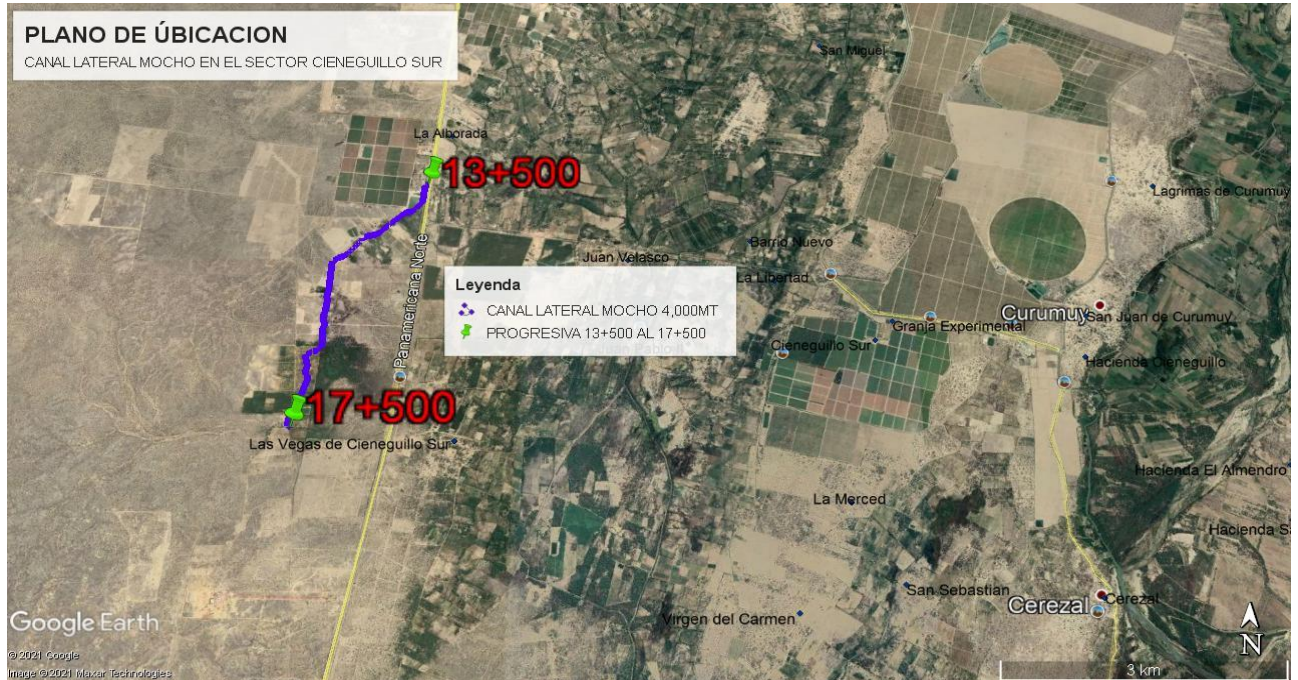 PLANO DE ÚBICACION
CANAL LATERAL MOCHO EN EL SECTOR CIENEGUILLO SUR
San Miguel
La Alborada
13+500
Lagrimas de Curumuy
Barrio Nuevo
Juan Velasco
Panamericana Norte
La Libertad
Leyenda
CANAL LATERAL MOCHO 4,000MT
PROGRESIVA 13+500 AL 17+500
Curumuy
San Juan de Curumuy
Granja Experimental
Cieneguillo Sur
Hacienda Cieneguillo
17+500
Las Vegas de Cieneguillo Sur
Hacienda El Almendro
La Merced
Hacienda S
San Sebastian
Cerezal
Cerezal
Virgen del Carmen
Google Earth
N
© 2021 Google
Image © 2021 Maxar Technologies
3 km